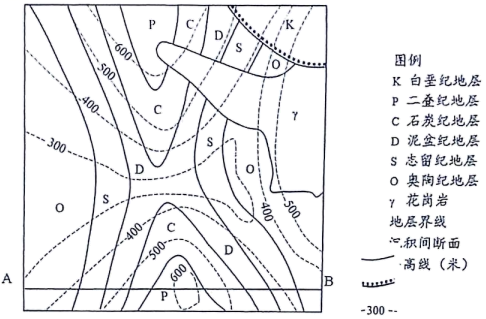 P
C
D
K
S
O
600
500
400
300
C
γ
D
S
O
O
S
400
500
400
C
500
D
600
P
A
B
图例
K 白垩纪地层
P 二叠纪地层
C 石炭纪地层
D 泥盆纪地层
S 志留纪地层
O 奥陶纪地层
γ 花岗岩
地层界线
积间断面
高线（米）
-300 --